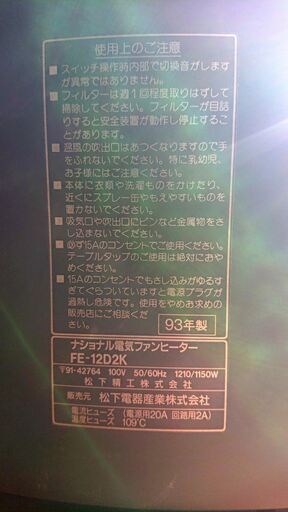 使用上のご注意
■スイッチ操作時内部で切換音がします
が異常ではありません。
■フィルターは週1回程度取りはずして
掃除してください。フィルターが目詰
りすると安全装置が動作し停止するこ
とがあります。
■温風の吹出口はあつくなりますので手
をふれないでください。特に乳幼児、
お子様にはご注意ください。
■本体に衣類や洗濯ものをかけたり、
近くにスプレー缶やもえやすいものを
置かないでください。
■吸気口や吹出口にピンなど金属物をさ
し込まないでください。
■必ず15Aのコンセントでご使用ください。
テーブルタップのご使用は絶対におや
めください。
■15Aのコンセントでもさし込みがゆるす
ぎてぐらついていますと電源プラグが
過熱し危険です。使用をやめお求めの
販売店にご相談ください。
93年製
ナショナル電気ファンヒーター
FE-12D2K
〒91-42764 100V 50/60Hz 1210/1150W
松下精工株式会社
販売元 松下電器産業株式会社
電流ヒューズ (電源用20A 回路用2A)
温度ヒューズ 109℃